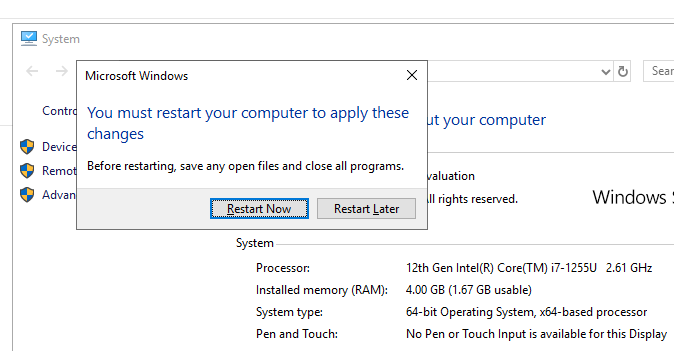 System
Microsoft Windows
Sear
Contro
You must restart your computer to apply these
changes
ut your computer
Device
Before restarting, save any open files and close all programs.
Remot
valuation
Advan
All rights reserved.
Windows S
Restart Now
Restart Later
System
Processor:
12th Gen Intel(R) Core(TM) i7-1255U 2.61 GHz
Installed memory (RAM):
4.00 GB (1.67 GB usable)
System type:
64-bit Operating System, x64-based processor
Pen and Touch:
No Pen or Touch Input is available for this Display